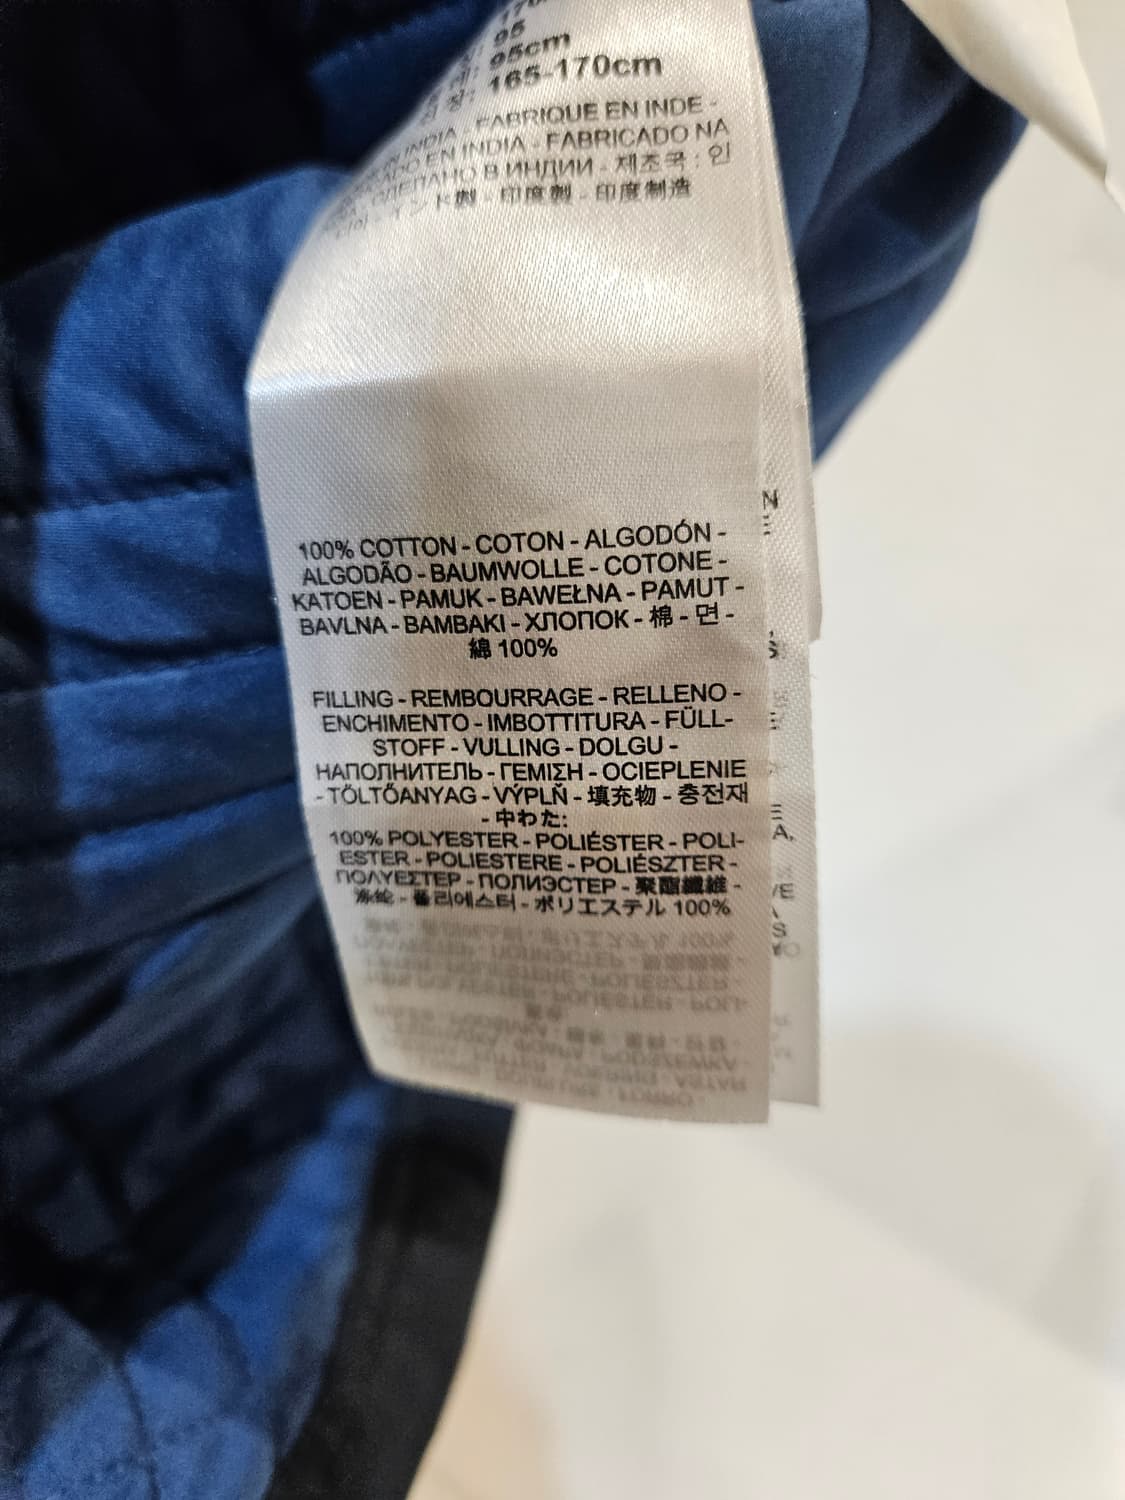 95
95cm
165-170cm
INDIA - FABRIQUE EN INDE -
EN INDIA - FABRICADO NA
В ИНДИИ - 제조국 : 인
インド製 - 印度製 - 印度制造
100% COTTON - COTON - ALGODÓN -
ALGODÃO - BAUMWOLLE - COTONE -
KATOEN - PAMUK - BAWEŁNA - PAMUT -
BAVLNA - BAMBAKI - ХЛОПОК - 棉 - 면 -
綿 100%
FILLING - REMBOURRAGE - RELLENO -
ENCHIMENTO - IMBOTTITURA - FÜLL-
STOFF - VULLING - DOLGU -
НАПОЛНИТЕЛЬ - ΓΕΜΙΣΗ - OCIEPLENIE
- TÖLTŐANYAG - VÝPLŇ - 填充物 - 충전재
- 中わた:
100% POLYESTER - POLIÉSTER - POLI-
ESTER - POLIESTERE - POLIÉSZTER -
ΠΟΛΥΕΣΤΕΡ - ПОЛИЭСТЕР - 聚酯纖維 -
涤纶 - 폴리에스터 - ポリエステル 100%